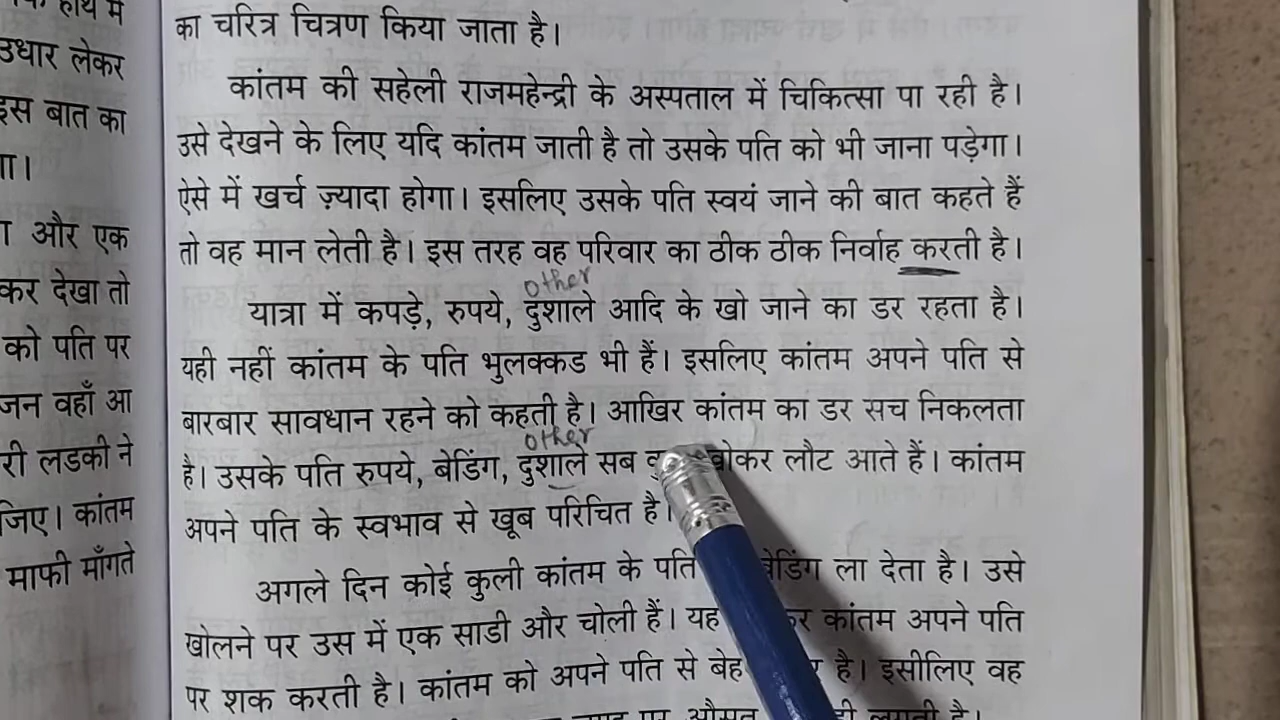 हाथ में
उधार लेकर
इस बात का
गा।
और एक
कर देखा तो
को पति पर
जन वहाँ आ
री लडकी ने
जिए। कांतम
माफी माँगते
का चरित्र चित्रण किया जाता है।
कांतम की सहेली राजमहेन्द्री के अस्पताल में चिकित्सा पा रही है।
उसे देखने के लिए यदि कांतम जाती है तो उसके पति को भी जाना पड़ेगा।
ऐसे में खर्च ज़्यादा होगा। इसलिए उसके पति स्वयं जाने की बात कहते हैं
तो वह मान लेती है। इस तरह वह परिवार का ठीक ठीक निर्वाह करती है।
other
यात्रा में कपड़े, रुपये, दुशाले आदि के खो जाने का डर रहता है।
यही नहीं कांतम के पति भुलक्कड भी हैं। इसलिए कांतम अपने पति से
बारबार सावधान रहने को कहती है। आखिर कांतम का डर सच निकलता
other
है। उसके पति रुपये, बेडिंग, दुशाले सब खोकर लौट आते हैं। कांतम
अपने पति के स्वभाव से खूब परिचित है।
अगले दिन कोई कुली कांतम के पति बेडिंग ला देता है। उसे
खोलने पर उस में एक साडी और चोली हैं। यह कांतम अपने पति
पर शक करती है। कांतम को अपने पति से है। इसीलिए वह
पर औसत